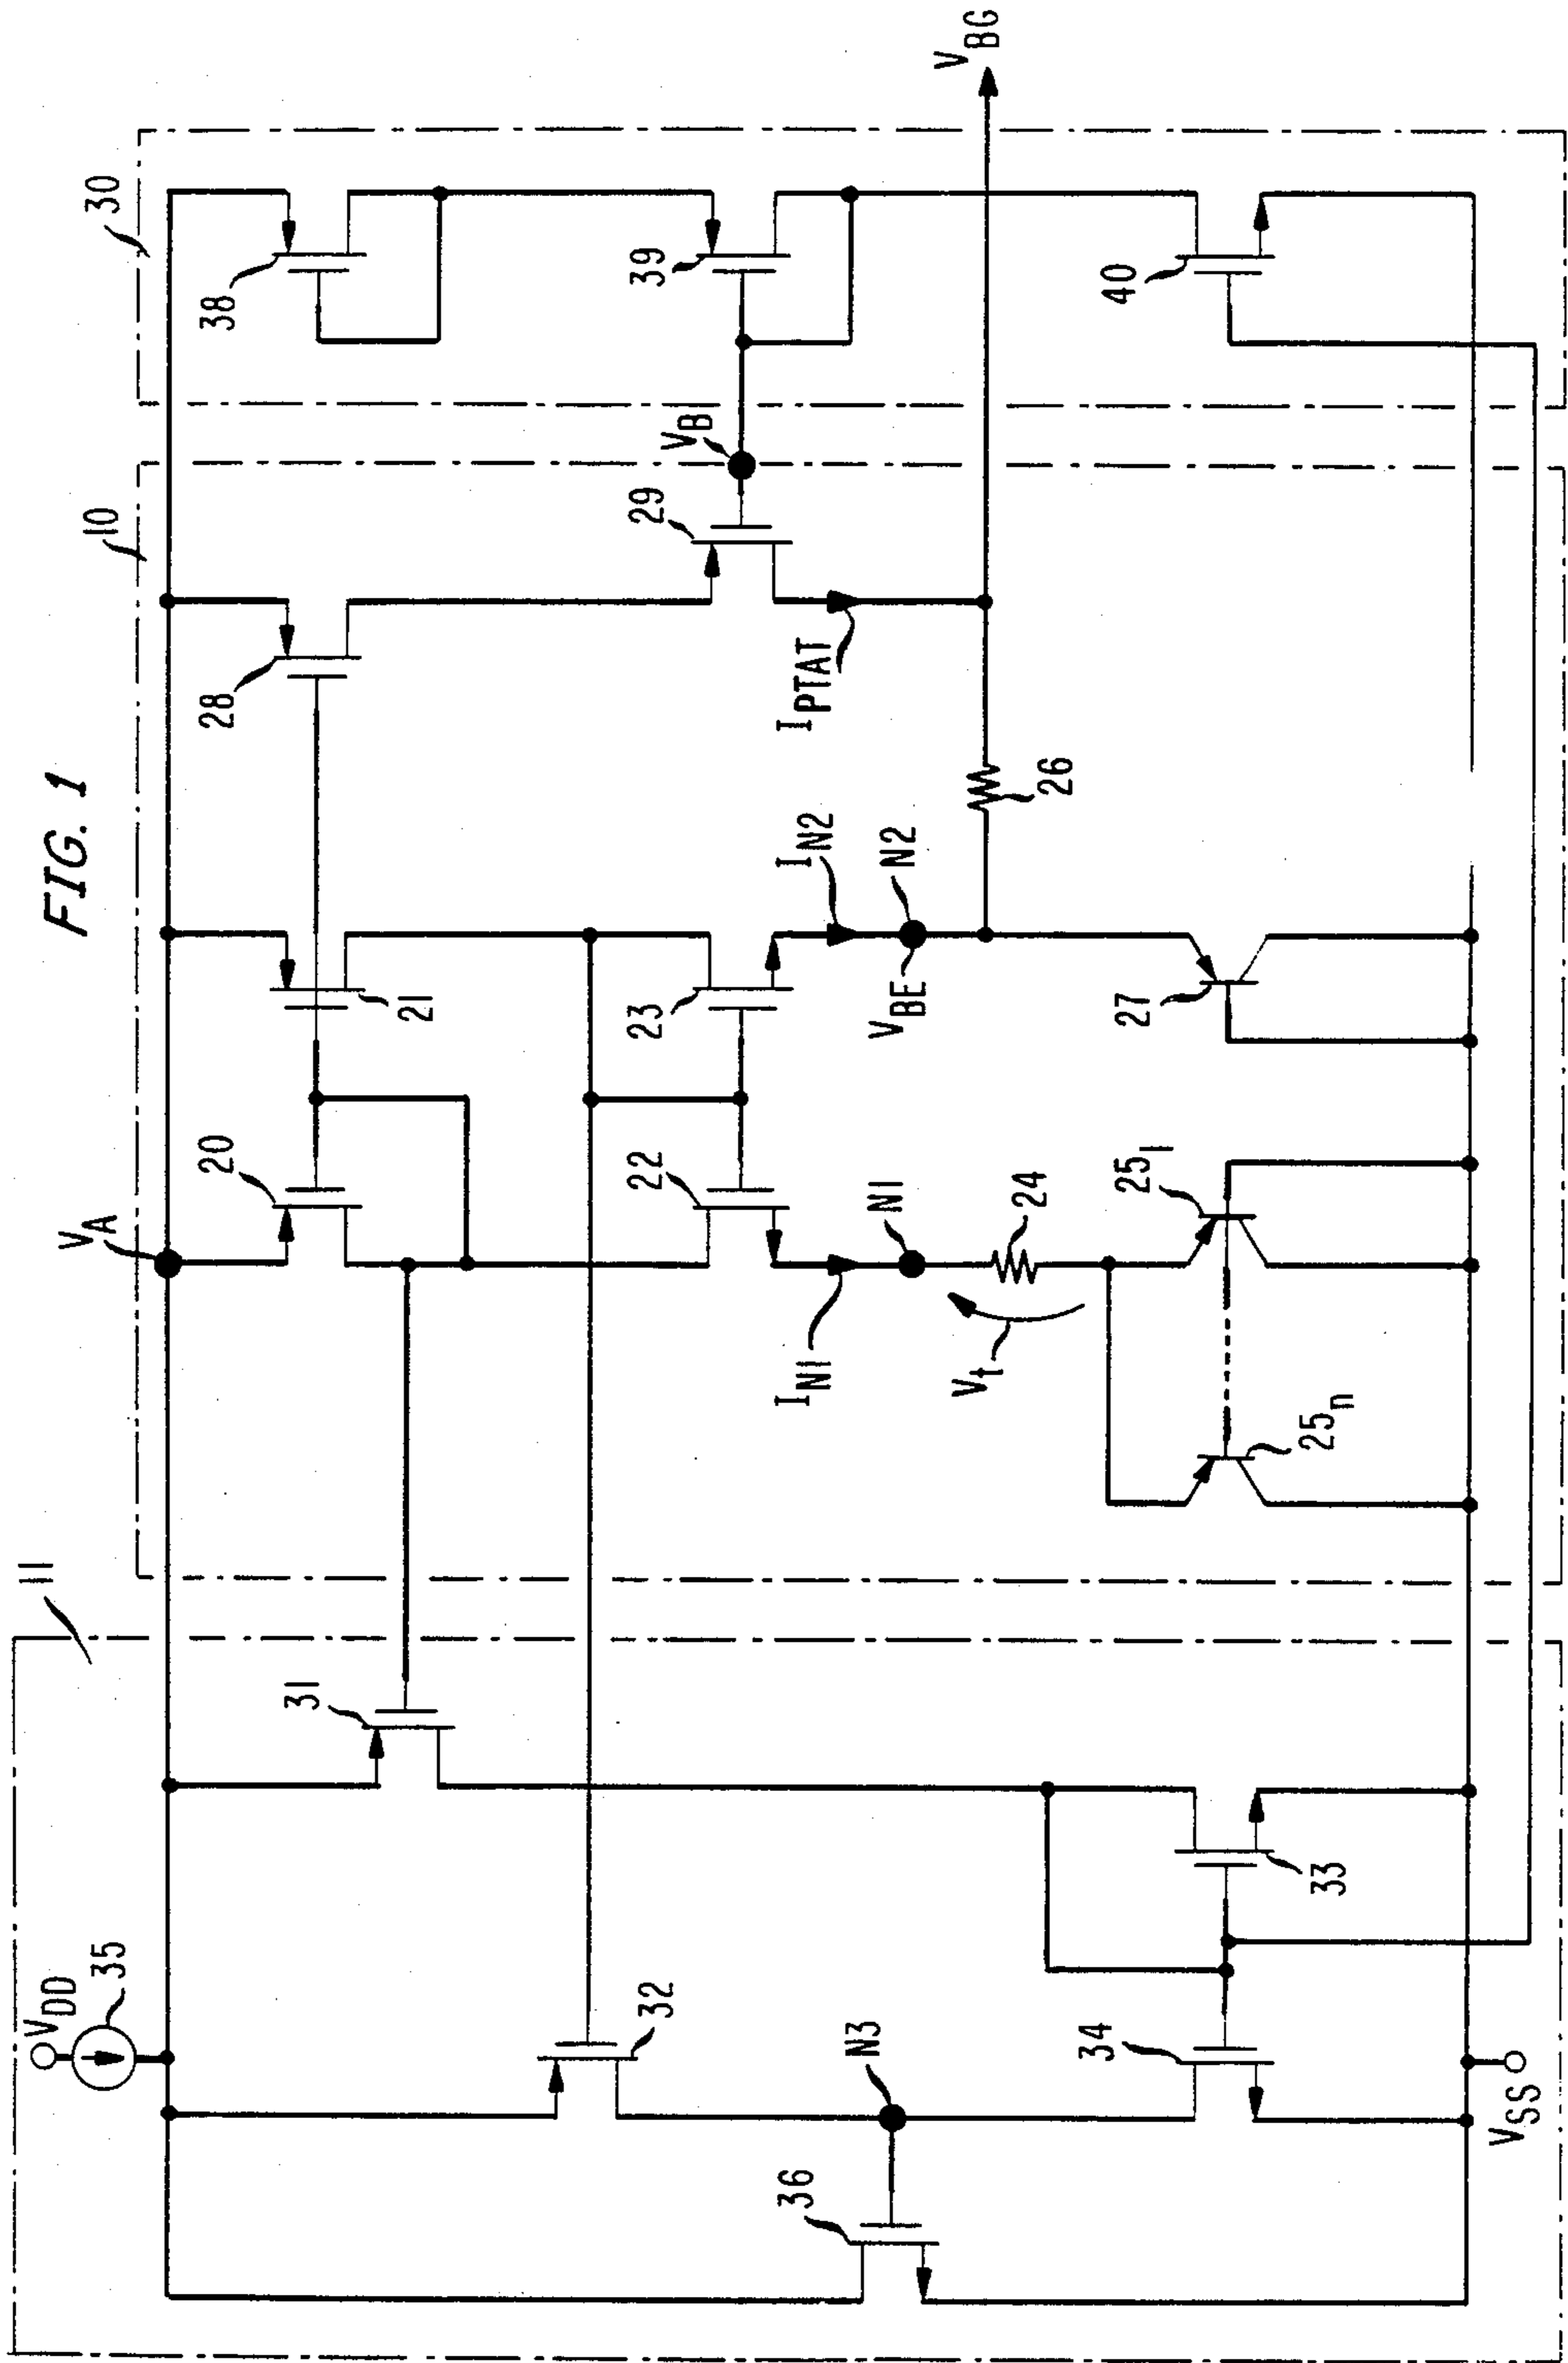 FIG. 1
11
10
30
V_DD
35
V_A
20
21
28
38
31
32
22
23
29
V_B
39
36
N3
I_N1
N1
I_N2
N2
V_BE
I_PTAT
V_BG
V_t
24
26
34
33
25_n
25_1
27
40
V_SS